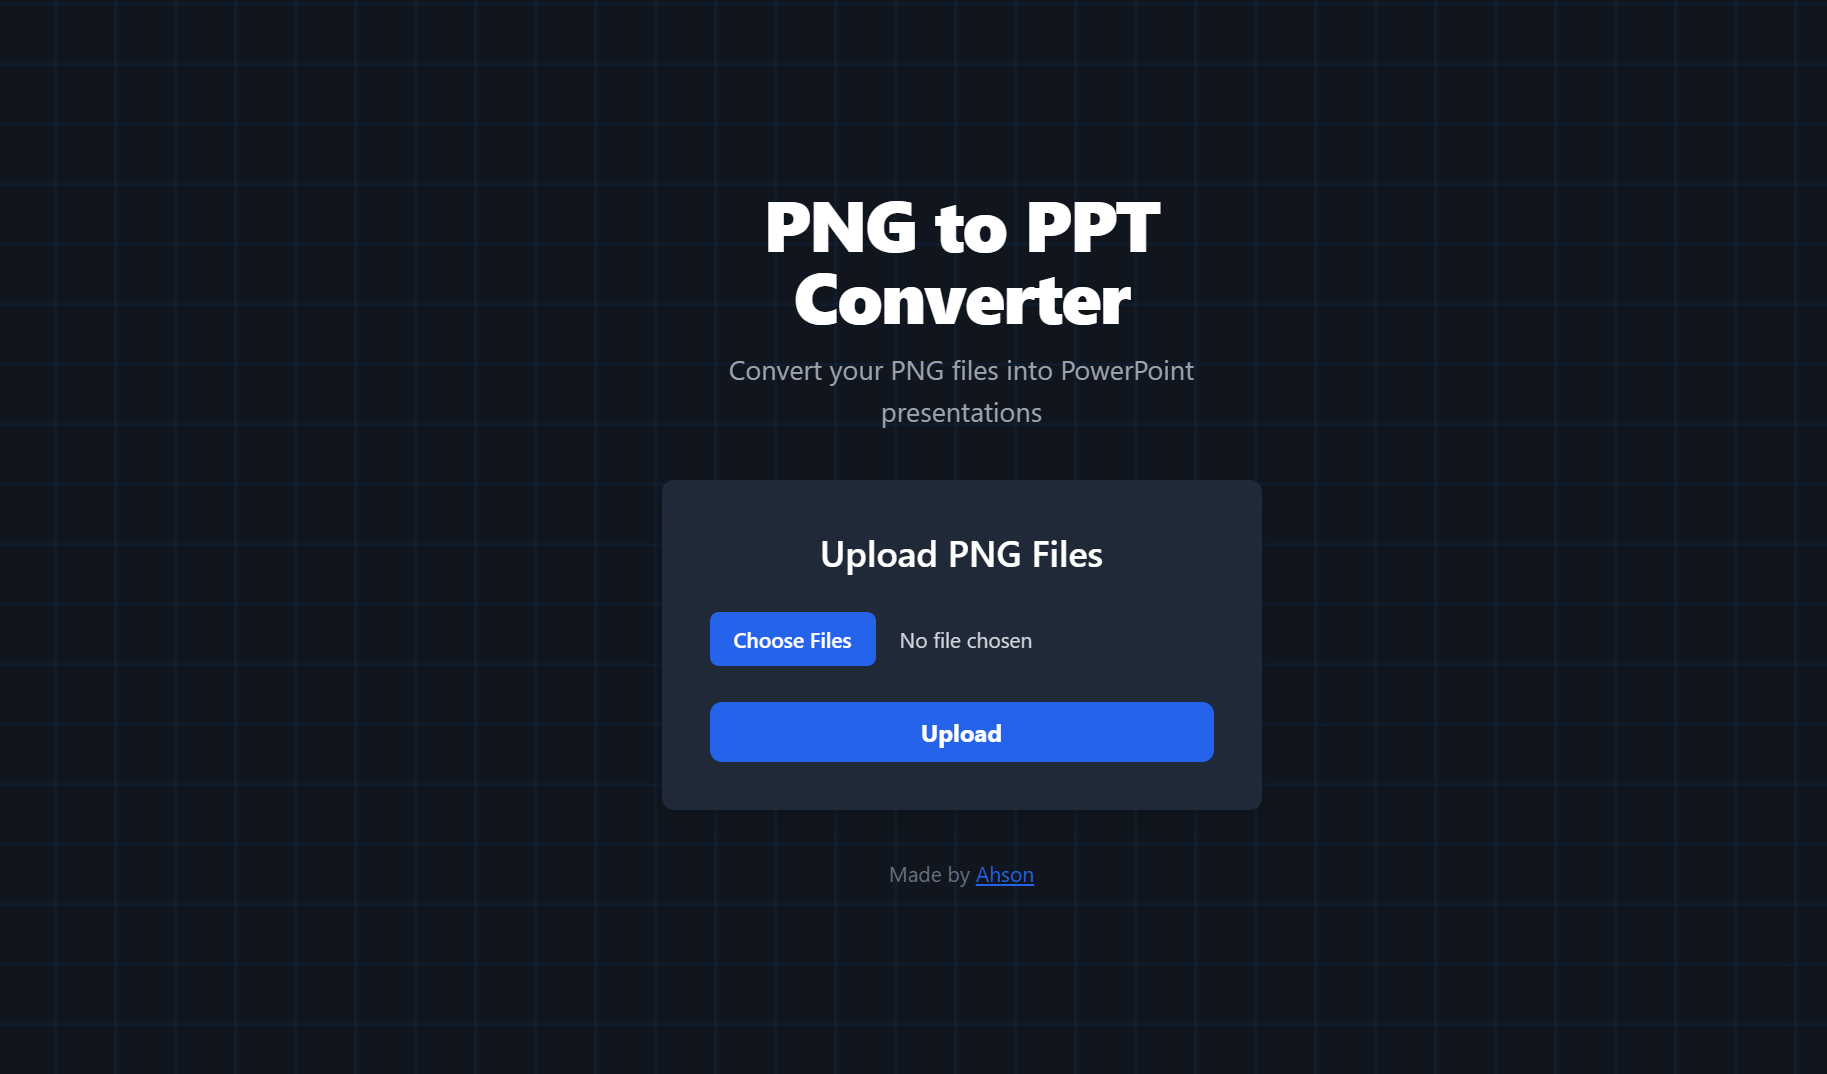 PNG to PPT
Converter
Convert your PNG files into PowerPoint
presentations
Upload PNG Files
Choose Files No file chosen
Upload
Made by Ahson